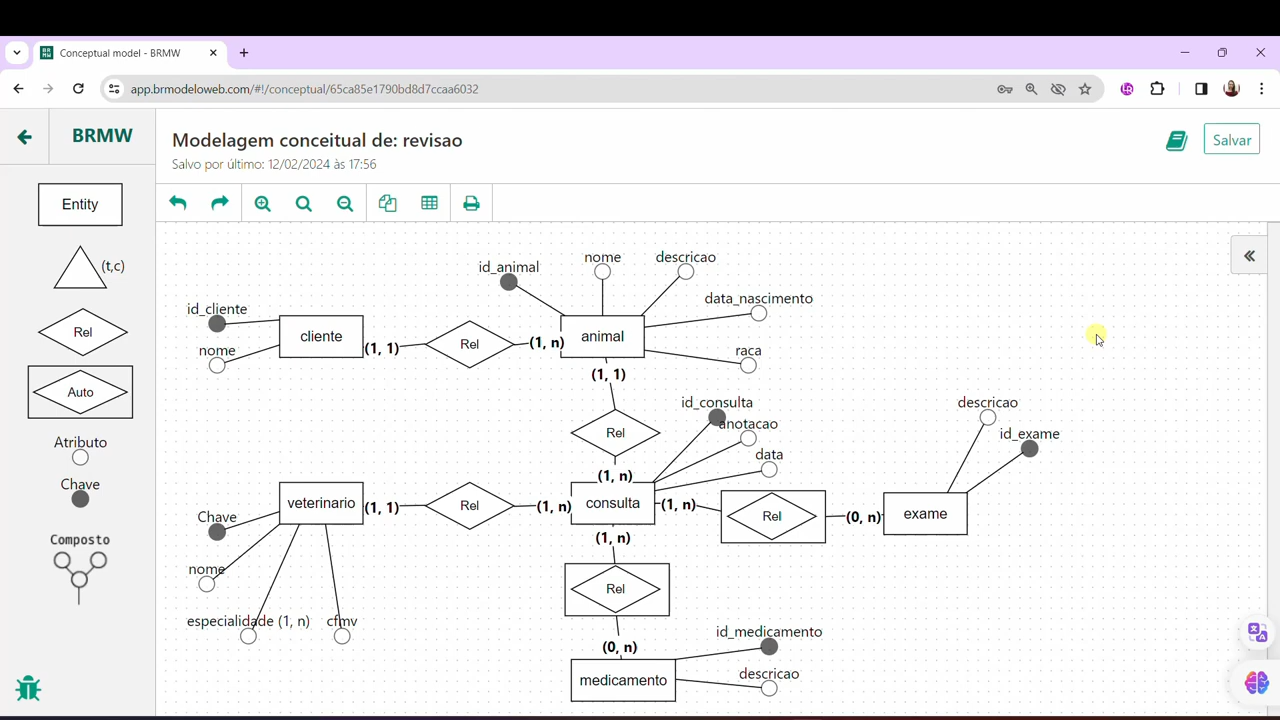 Conceptual model - BRMW
app.brmodeloweb.com/#!/conceptual/65ca85e1790bd8d7ccaa6032
BRMW
Modelagem conceitual de: revisao
Salvo por último: 12/02/2024 às 17:56
Salvar
Entity
(t,c)
Rel
Auto
Atributo
Chave
Composto
id_animal
nome
descricao
data_nascimento
raca
id_cliente
nome
cliente
(1, 1)
Rel
(1, n)
animal
(1, 1)
Rel
(1, n)
id_consulta
anotacao
data
descricao
id_exame
veterinario
(1, 1)
Rel
(1, n)
consulta
(1, n)
Rel
(0, n)
exame
Chave
nome
especialidade (1, n)
cfmv
(1, n)
Rel
(0, n)
medicamento
id_medicamento
descricao